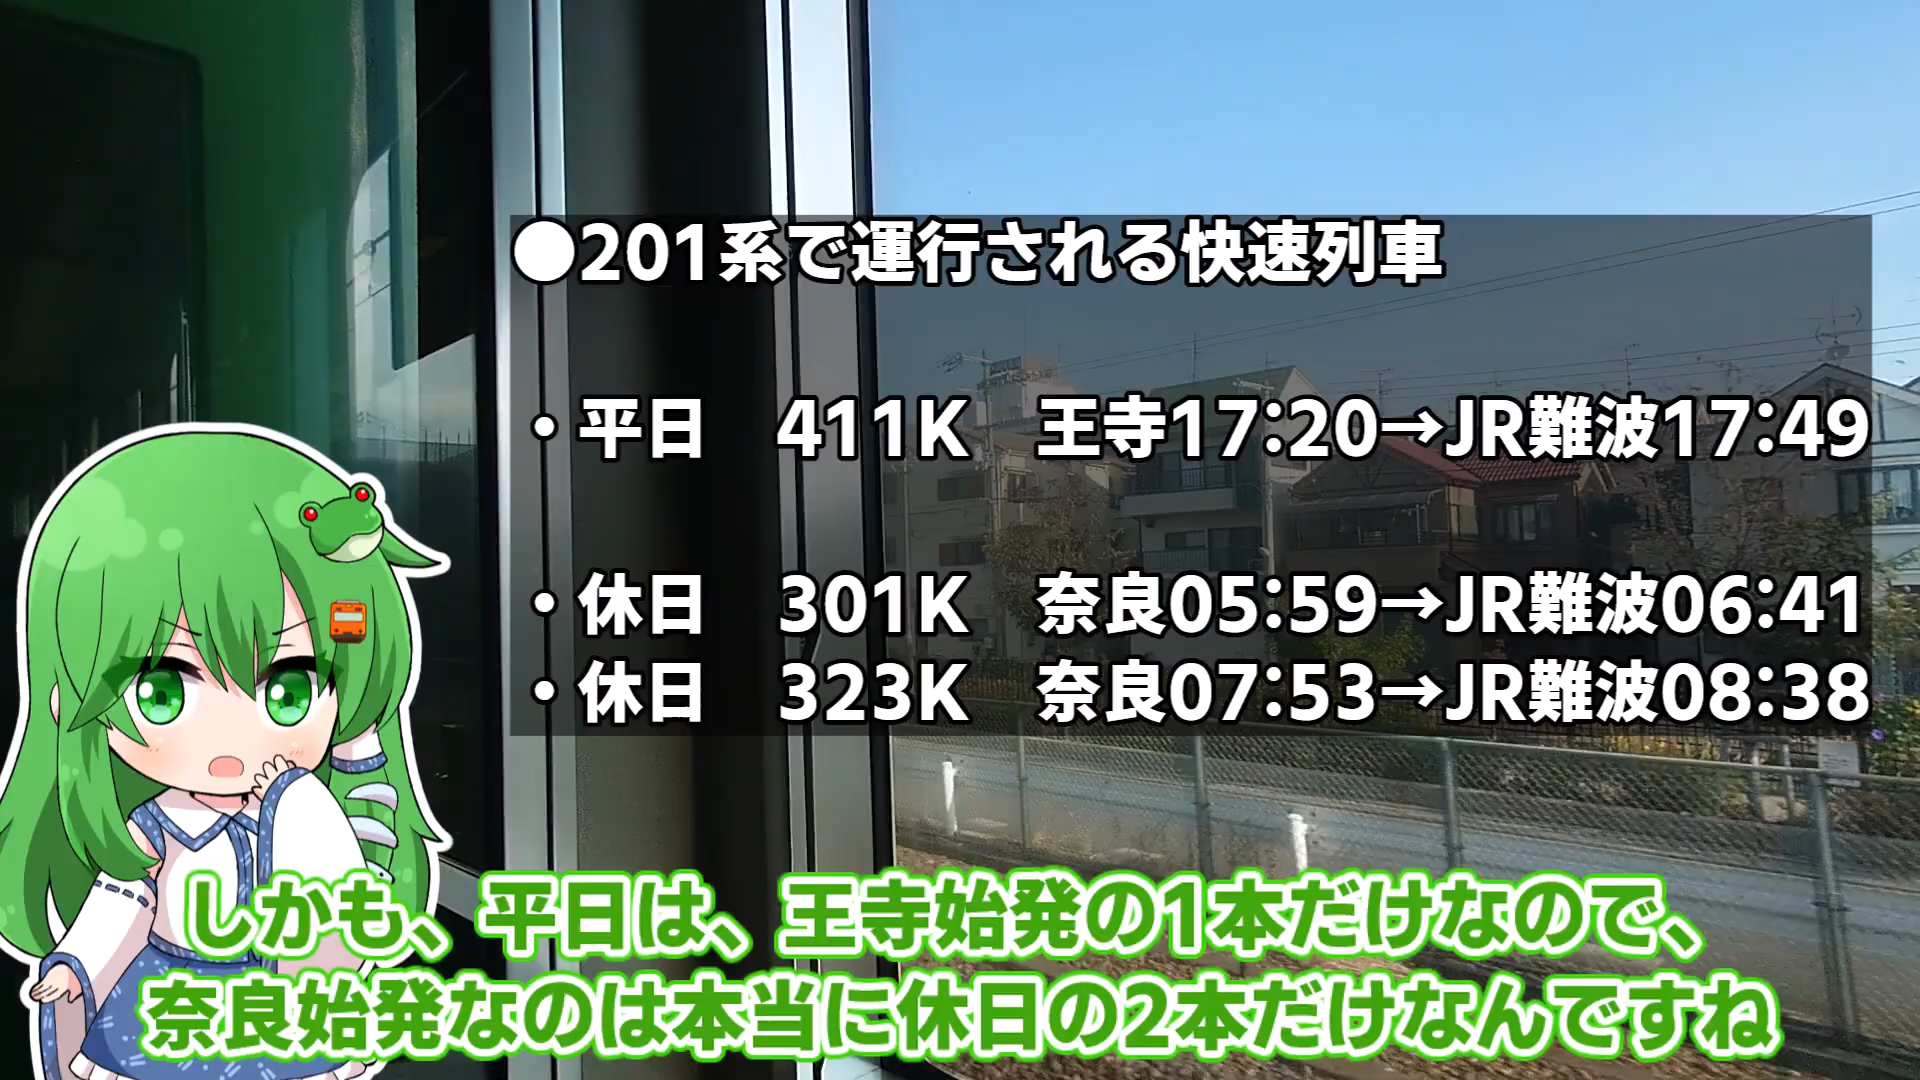 ●201系で運行される快速列車
・平日 411K 王寺17:20→JR難波17:49
・休日 301K 奈良05:59→JR難波06:41
・休日 323K 奈良07:53→JR難波08:38
しかも、平日は、王寺始発の1本だけなので、
奈良始発なのは本当に休日の2本だけなんですね